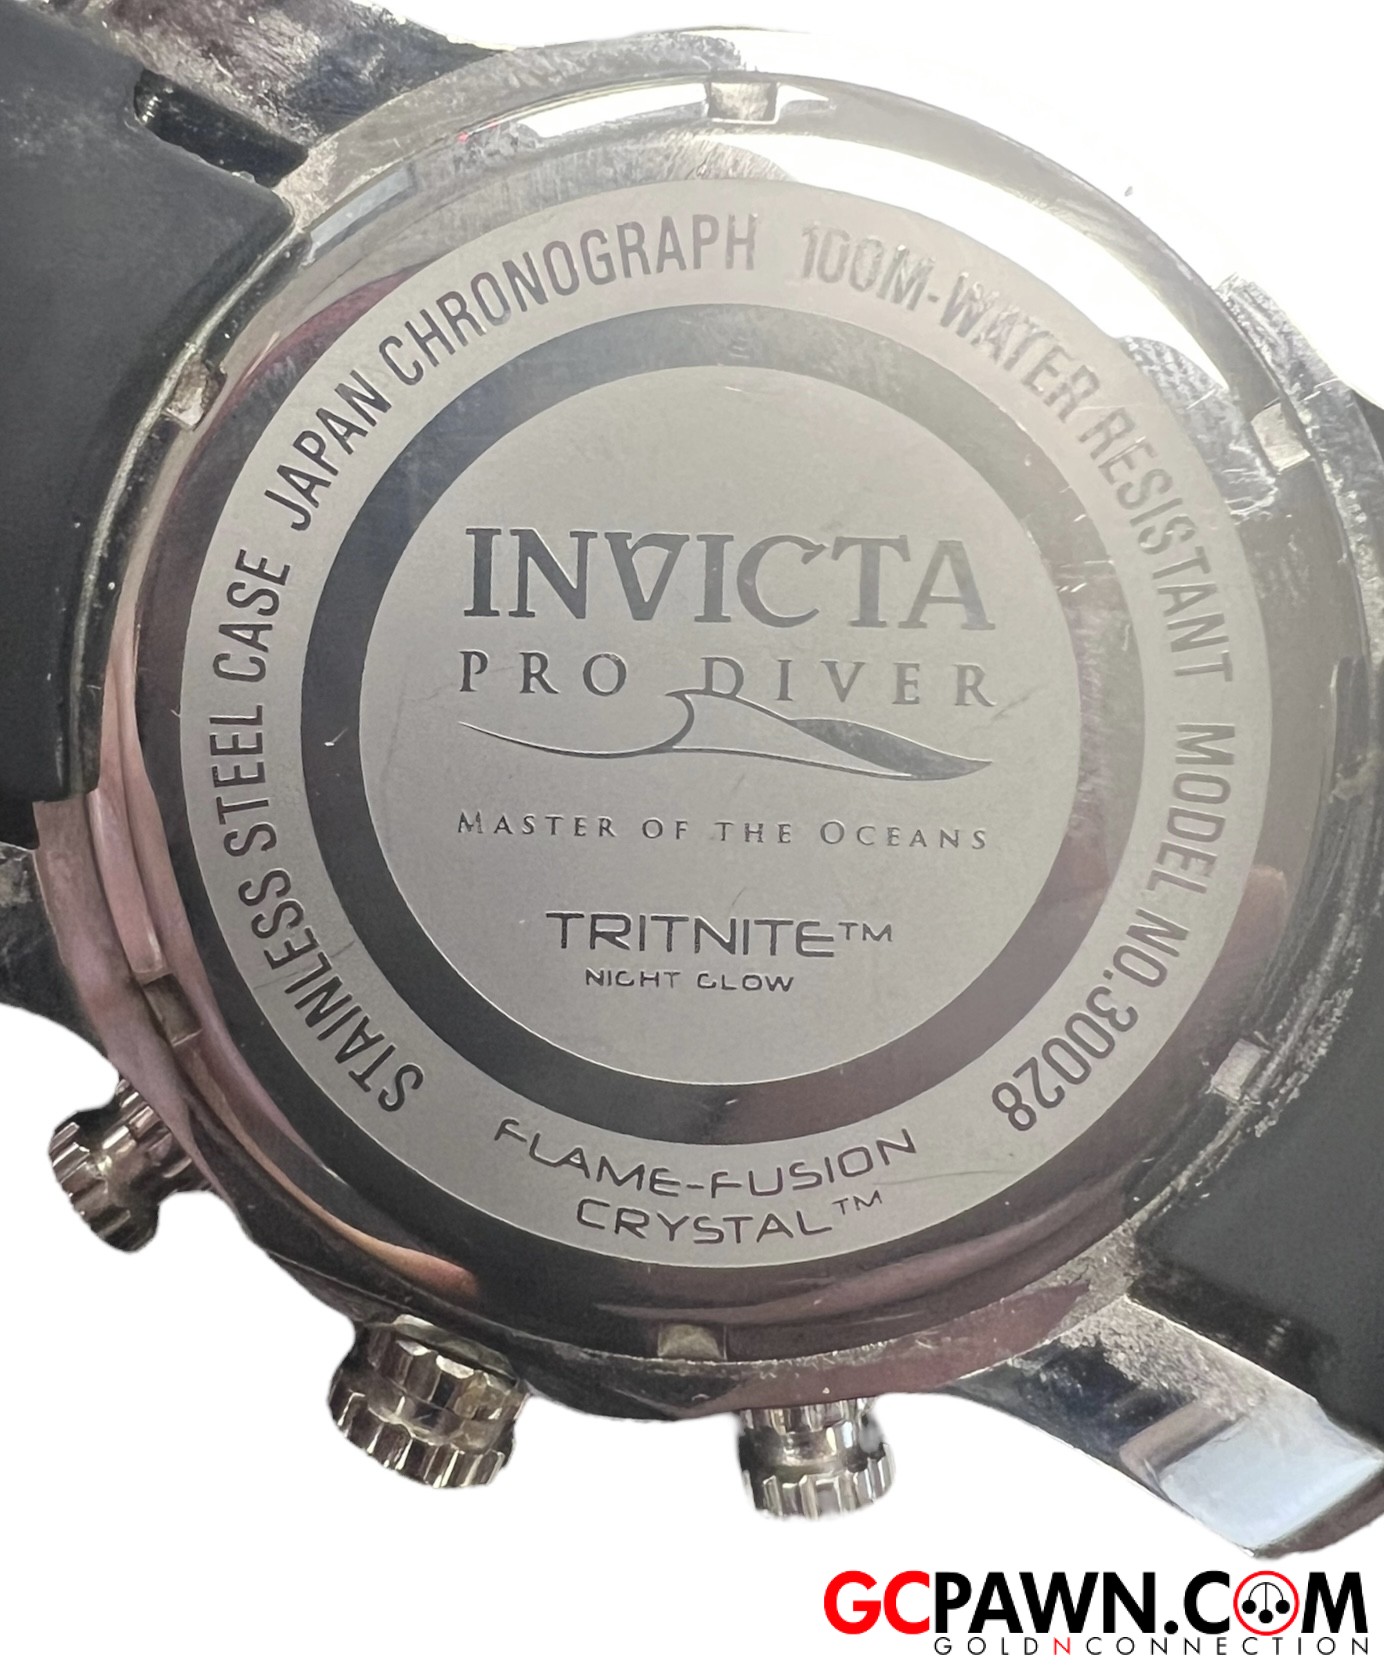 INVICTA
PRO DIVER
MASTER OF THE OCEANS
TRITNITE™
NIGHT GLOW
STAINLESS STEEL CASE JAPAN CHRONOGRAPH 100M-WATER RESISTANT MODEL NO.30028
FLAME-FUSION
CRYSTAL™
GCPAWN.COM
GOLDNCONNECTION